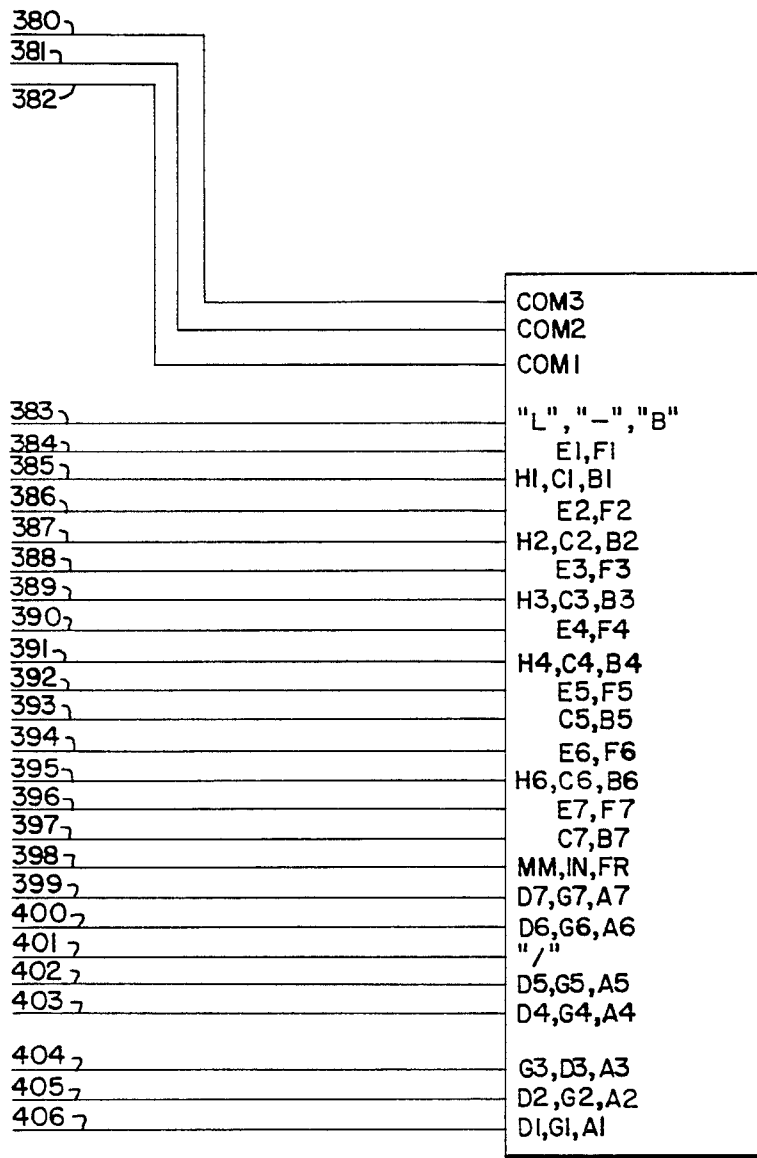 380
381
382
COM3
COM2
COM1
383 "L", "–", "B"
384 E1,F1
385 H1,C1,B1
386 E2,F2
387 H2,C2,B2
388 E3,F3
389 H3,C3,B3
390 E4,F4
391 H4,C4,B4
392 E5,F5
393 C5,B5
394 E6,F6
395 H6,C6,B6
396 E7,F7
397 C7,B7
398 MM,IN,FR
399 D7,G7,A7
400 D6,G6,A6
401 "/"
402 D5,G5,A5
403 D4,G4,A4
404 G3,D3,A3
405 D2,G2,A2
406 D1,G1,A1